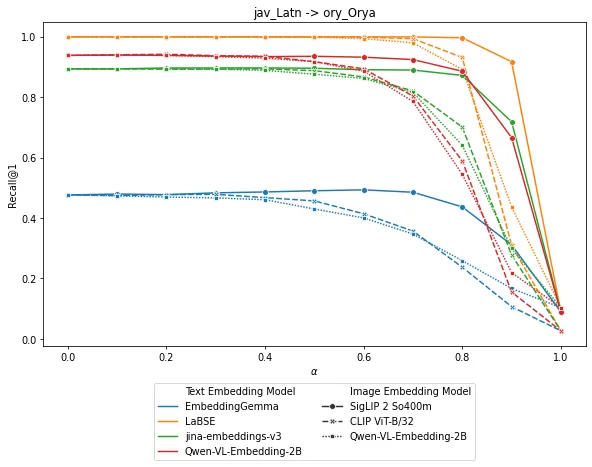 jav_Latn -> ory_Orya
Recall@1
1.0
0.8
0.6
0.4
0.2
0.0
0.0 0.2 0.4 0.6 0.8 1.0
α
Text Embedding Model Image Embedding Model
EmbeddingGemma SigLIP 2 So400m
LaBSE CLIP ViT-B/32
jina-embeddings-v3 Qwen-VL-Embedding-2B
Qwen-VL-Embedding-2B